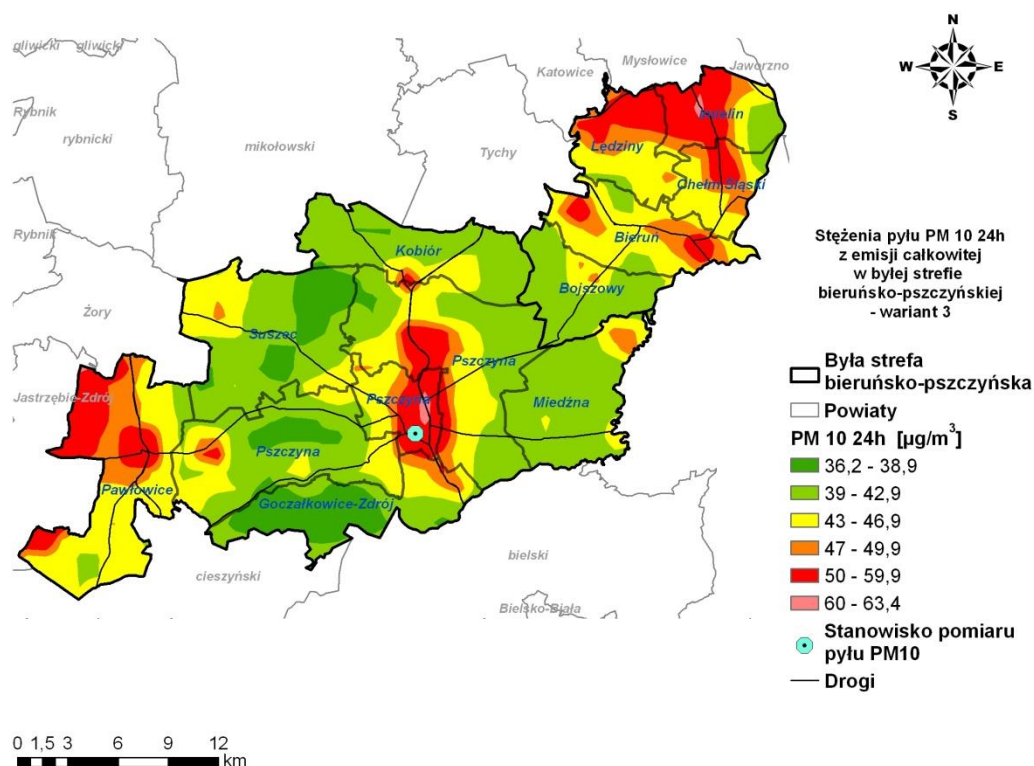 gliwicki gliwicki
Mysłowice
Katowice
Jaworzno
Rybnik
rybnicki
mikołowski
Tychy
Imielin
Lędziny
Chełm Śląski
Rybnik
Kobiór
Bieruń
Bojszowy
Żory
Suszec
Pszczyna
Jastrzębie-Zdrój
Pszczyna
Miedźna
Pszczyna
Pawłowice
Goczałkowice-Zdrój
cieszyński
bielski
Bielsko-Biała
N
W E
S
Stężenia pyłu PM 10 24h
z emisji całkowitej
w byłej strefie
bieruńsko-pszczyńskiej
- wariant 3
Była strefa
bieruńsko-pszczyńska
Powiaty
PM 10 24h [µg/m³]
36,2 - 38,9
39 - 42,9
43 - 46,9
47 - 49,9
50 - 59,9
60 - 63,4
Stanowisko pomiaru
pyłu PM10
Drogi
0 1,5 3 6 9 12
km